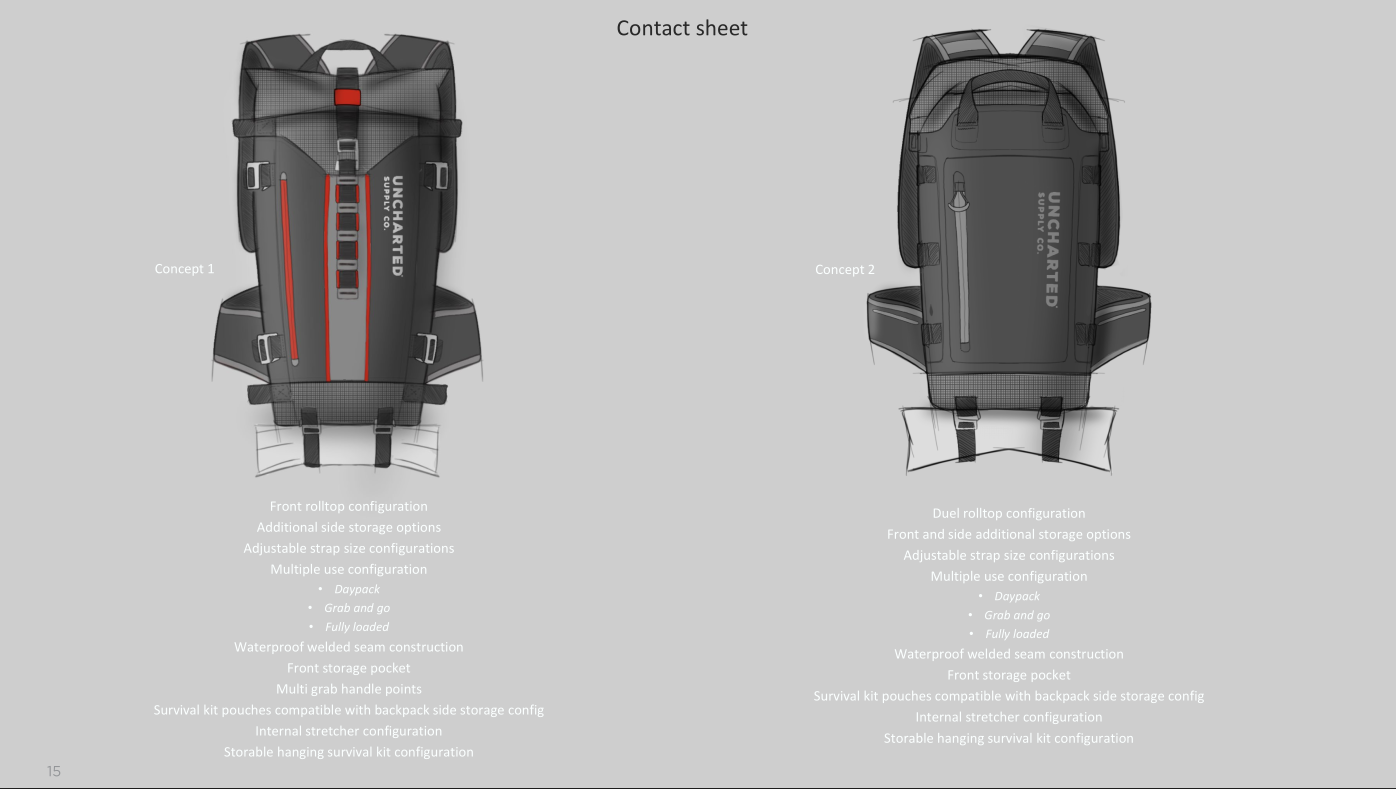 Contact sheet
UNCHARTED
SUPPLY CO.
Concept 1
Front rolltop configuration
Additional side storage options
Adjustable strap size configurations
Multiple use configuration
• Daypack
• Grab and go
• Fully loaded
Waterproof welded seam construction
Front storage pocket
Multi grab handle points
Survival kit pouches compatible with backpack side storage config
Internal stretcher configuration
Storable hanging survival kit configuration
UNCHARTED
SUPPLY CO.
Concept 2
Duel rolltop configuration
Front and side additional storage options
Adjustable strap size configurations
Multiple use configuration
• Daypack
• Grab and go
• Fully loaded
Waterproof welded seam construction
Front storage pocket
Survival kit pouches compatible with backpack side storage config
Internal stretcher configuration
Storable hanging survival kit configuration
15